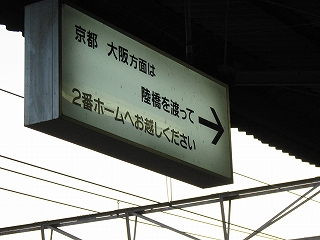 京都 大阪方面は
陸橋を渡って
2番ホームへお越しください